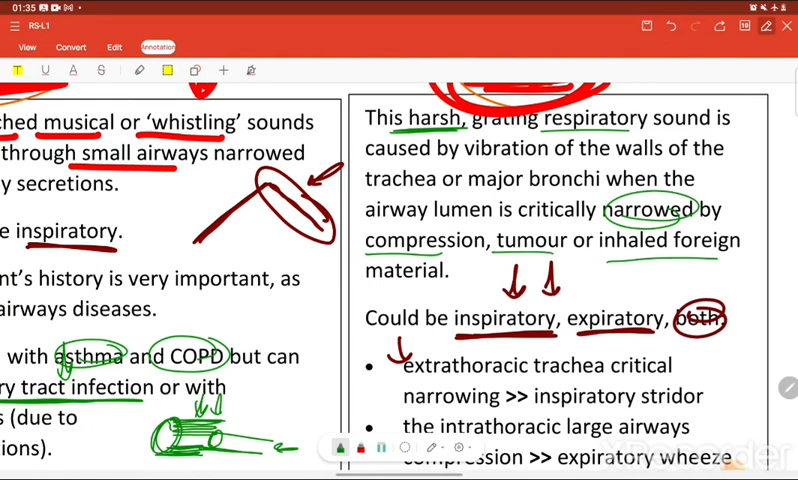 01:35
RS-L1
View Convert Edit Annotation
ched musical or 'whistling' sounds
through small airways narrowed
y secretions.
e inspiratory.
nt's history is very important, as
airways diseases.
with asthma and COPD but can
ry tract infection or with
s (due to
tions).
This harsh, grating respiratory sound is
caused by vibration of the walls of the
trachea or major bronchi when the
airway lumen is critically narrowed by
compression, tumour or inhaled foreign
material.
Could be inspiratory, expiratory, both.
• extrathoracic trachea critical
narrowing >> inspiratory stridor
• the intrathoracic large airways
compression >> expiratory wheeze
XRecorder